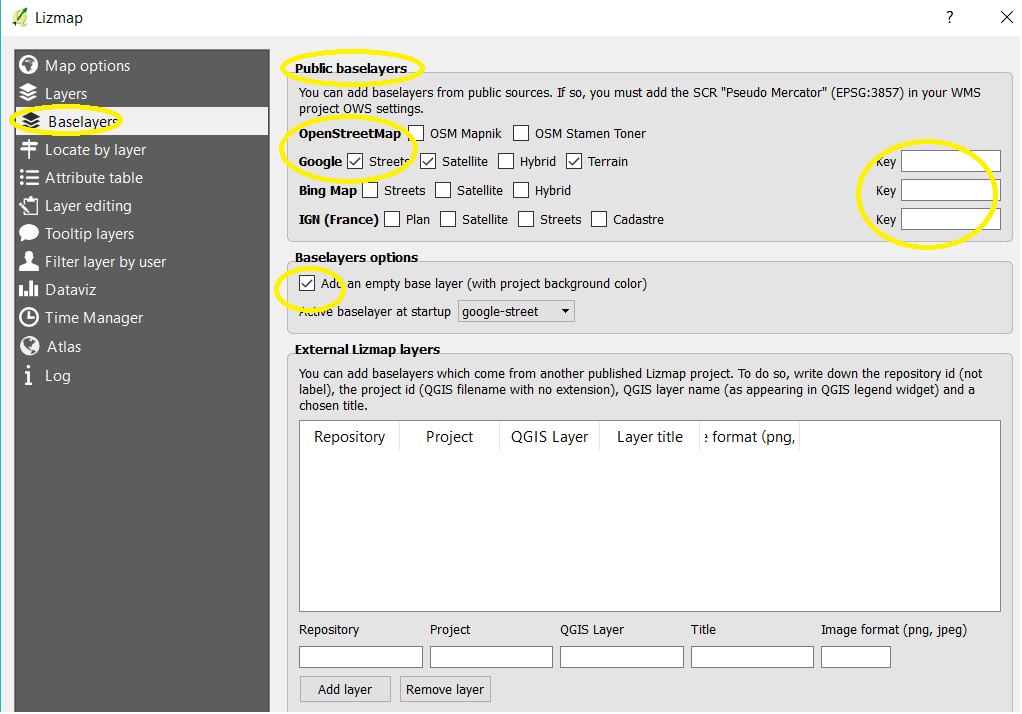 Lizmap
?
Map options
Layers
Baselayers
Locate by layer
Attribute table
Layer editing
Tooltip layers
Filter layer by user
Dataviz
Time Manager
Atlas
Log
Public baselayers
You can add baselayers from public sources. If so, you must add the SCR "Pseudo Mercator" (EPSG:3857) in your WMS
project OWS settings.
OpenStreetMap OSM Mapnik OSM Stamen Toner
Google Streets Satellite Hybrid Terrain Key
Bing Map Streets Satellite Hybrid Key
IGN (France) Plan Satellite Streets Cadastre Key
Baselayers options
Add an empty base layer (with project background color)
Active baselayer at startup google-street
External Lizmap layers
You can add baselayers which come from another published Lizmap project. To do so, write down the repository id (not
label), the project id (QGIS filename with no extension), QGIS layer name (as appearing in QGIS legend widget) and a
chosen title.
Repository Project QGIS Layer Layer title format (png,
Repository Project QGIS Layer Title Image format (png, jpeg)
Add layer Remove layer